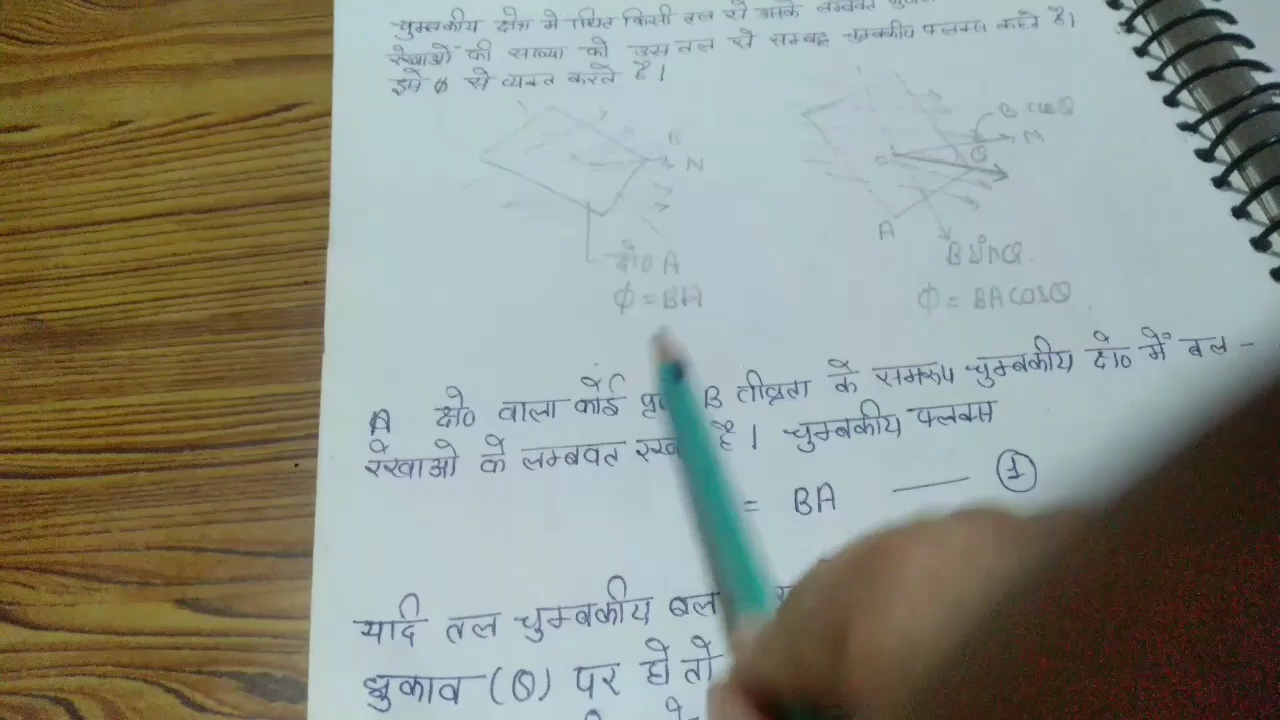 चुम्बकीय क्षे० में स्थित किसी तल से उसके लम्बवत
रेखाओं की संख्या को उस तल से सम्बद्ध चुम्बकीय फ्लक्स कहते है।
इसे ϕ से व्यक्त करते है।
B
N
क्षे० A
ϕ = BA
B cosθ
N
θ
A
B sinθ
ϕ = BA cosθ
A क्षे० वाला कोई B तीव्रता के समरूप चुम्बकीय क्षे० में बल -
रेखाओ के लम्बवत है। चुम्बकीय फ्लक्स
= BA —— ①
यदि तल चुम्बकीय बल
झुकाव (θ) पर हो तो